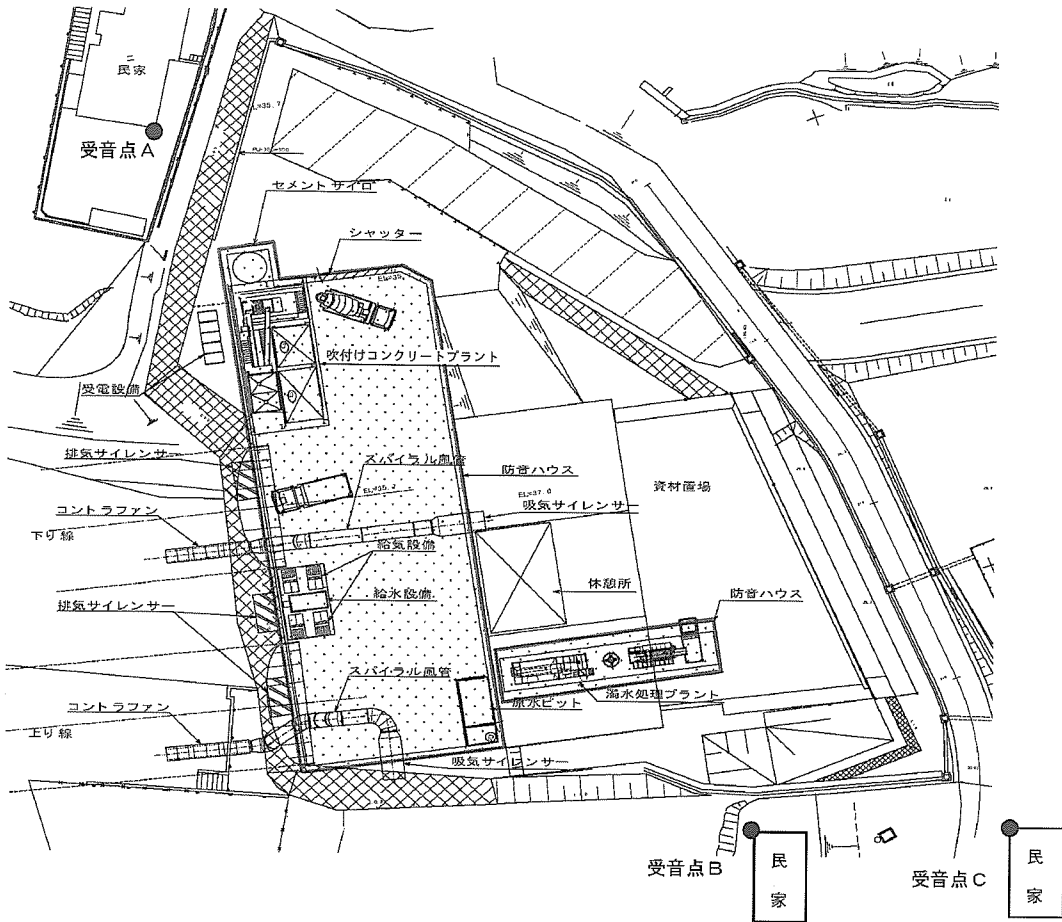 民家
受音点A
セメントサイロ
シャッター
吹付けコンクリートプラント
受電設備
排気サイレンサー
スパイラル風管
防音ハウス
資材置場
EL=37.0
吸気サイレンサー
コントラファン
下り線
給気設備
休憩所
給水設備
排気サイレンサー
防音ハウス
スパイラル風管
濁水処理プラント
原水ピット
コントラファン
上り線
吸気サイレンサー
受音点B
民家
受音点C
民家